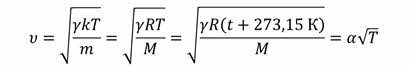 υ = √(γkT/m) = √(γRT/M) = √(γR(t + 273,15 K)/M) = α√T